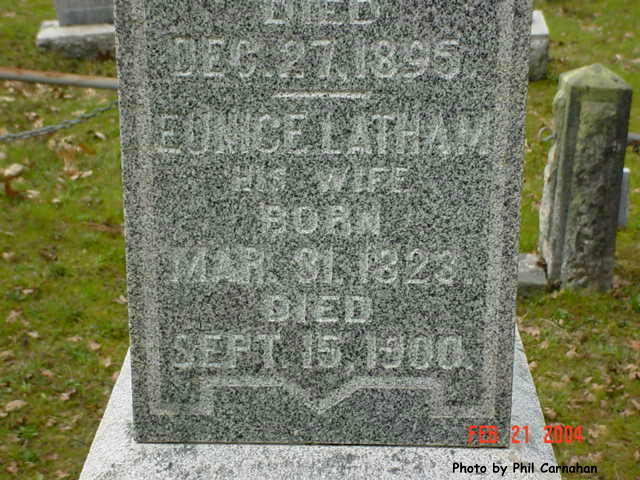 DIED
DEC. 27, 1895.
EUNICE LATHAM
HIS WIFE
BORN
MAR. 31, 1823.
DIED
SEPT. 15, 1900.
FEB 21 2004
Photo by Phil Carnahan